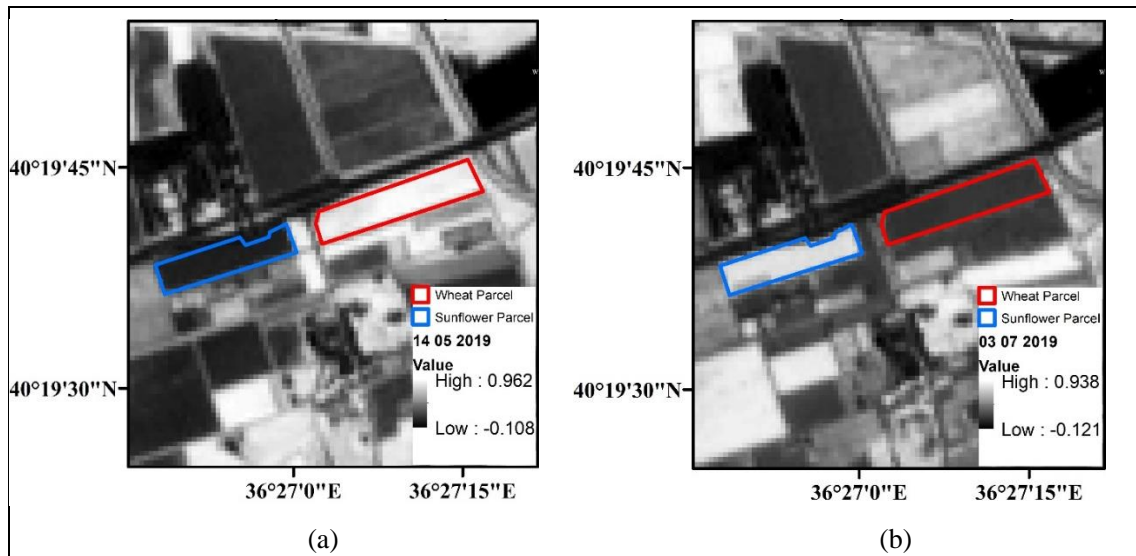 40°19'45"N
40°19'30"N
36°27'0"E
36°27'15"E
Wheat Parcel
Sunflower Parcel
14 05 2019
Value
High : 0.962
Low : -0.108
(a)
40°19'45"N
40°19'30"N
36°27'0"E
36°27'15"E
Wheat Parcel
Sunflower Parcel
03 07 2019
Value
High : 0.938
Low : -0.121
(b)